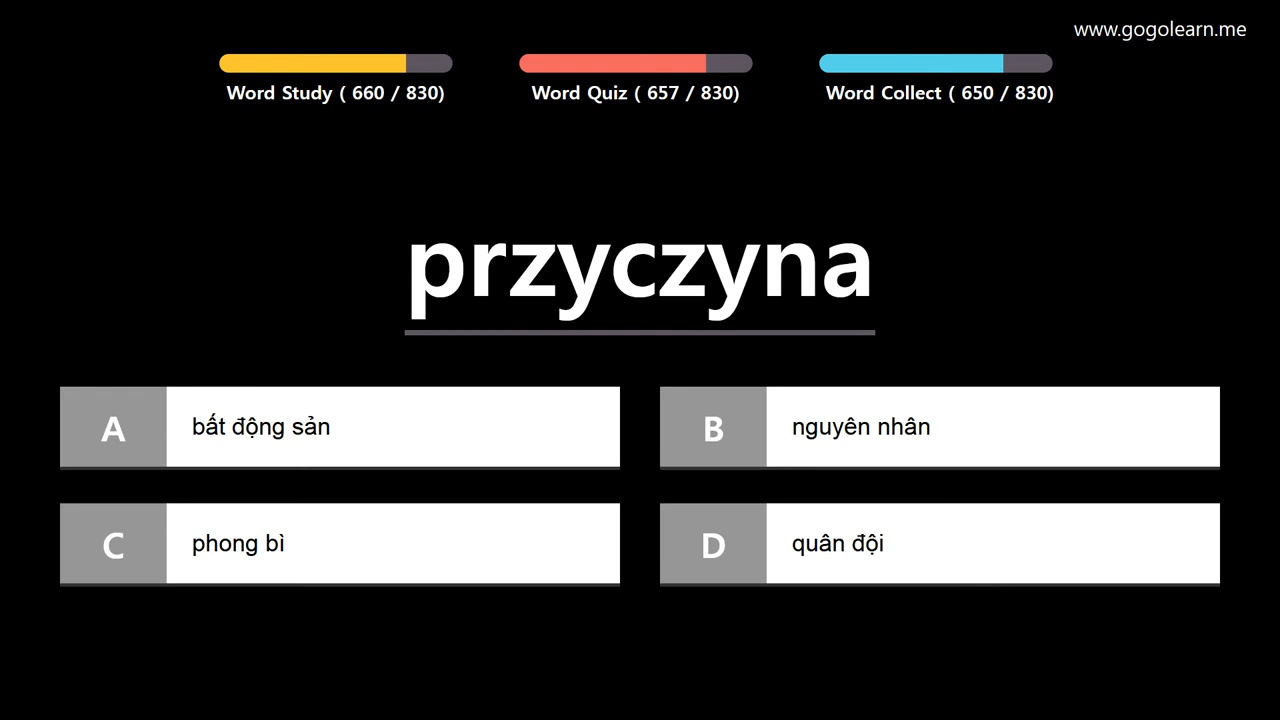 www.gogolearn.me
Word Study ( 660 / 830)
Word Quiz ( 657 / 830)
Word Collect ( 650 / 830)
przyczyna
A bất động sản
B nguyên nhân
C phong bì
D quân đội